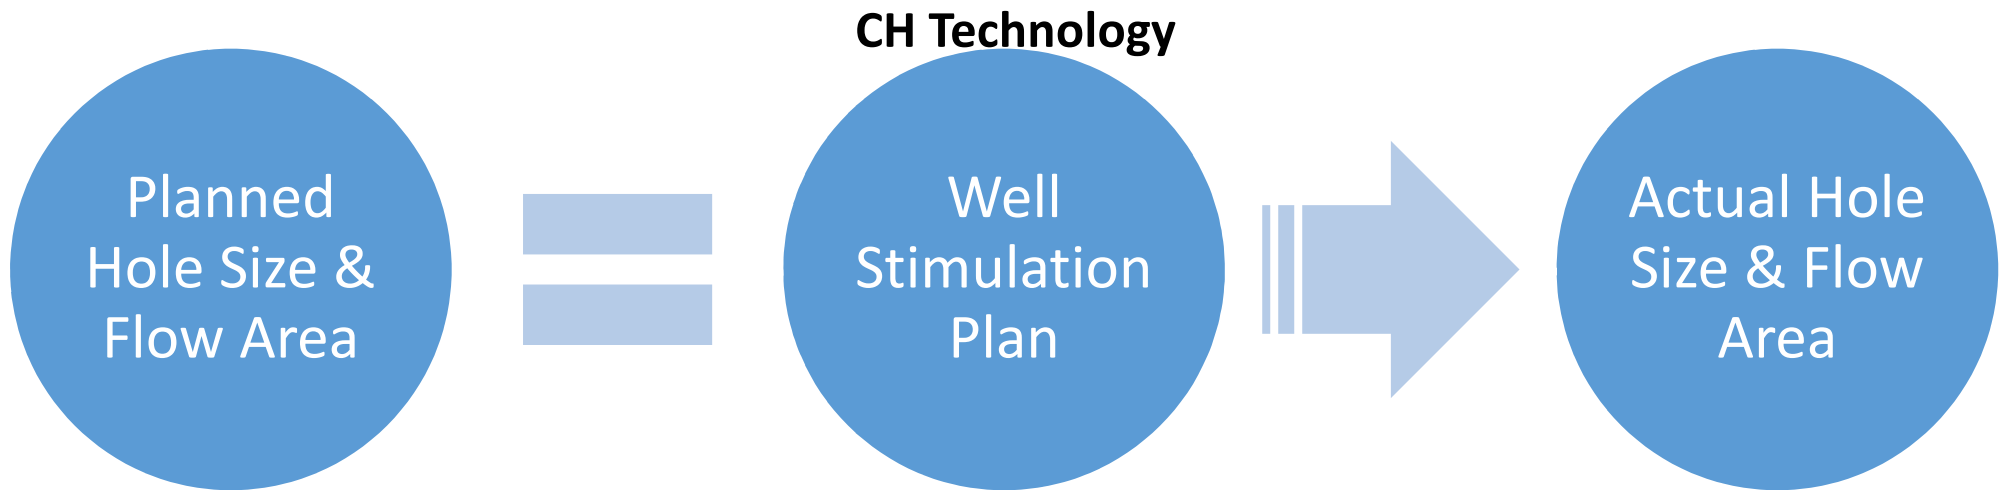 CH Technology
Planned
Hole Size &
Flow Area
Well
Stimulation
Plan
Actual Hole
Size & Flow
Area